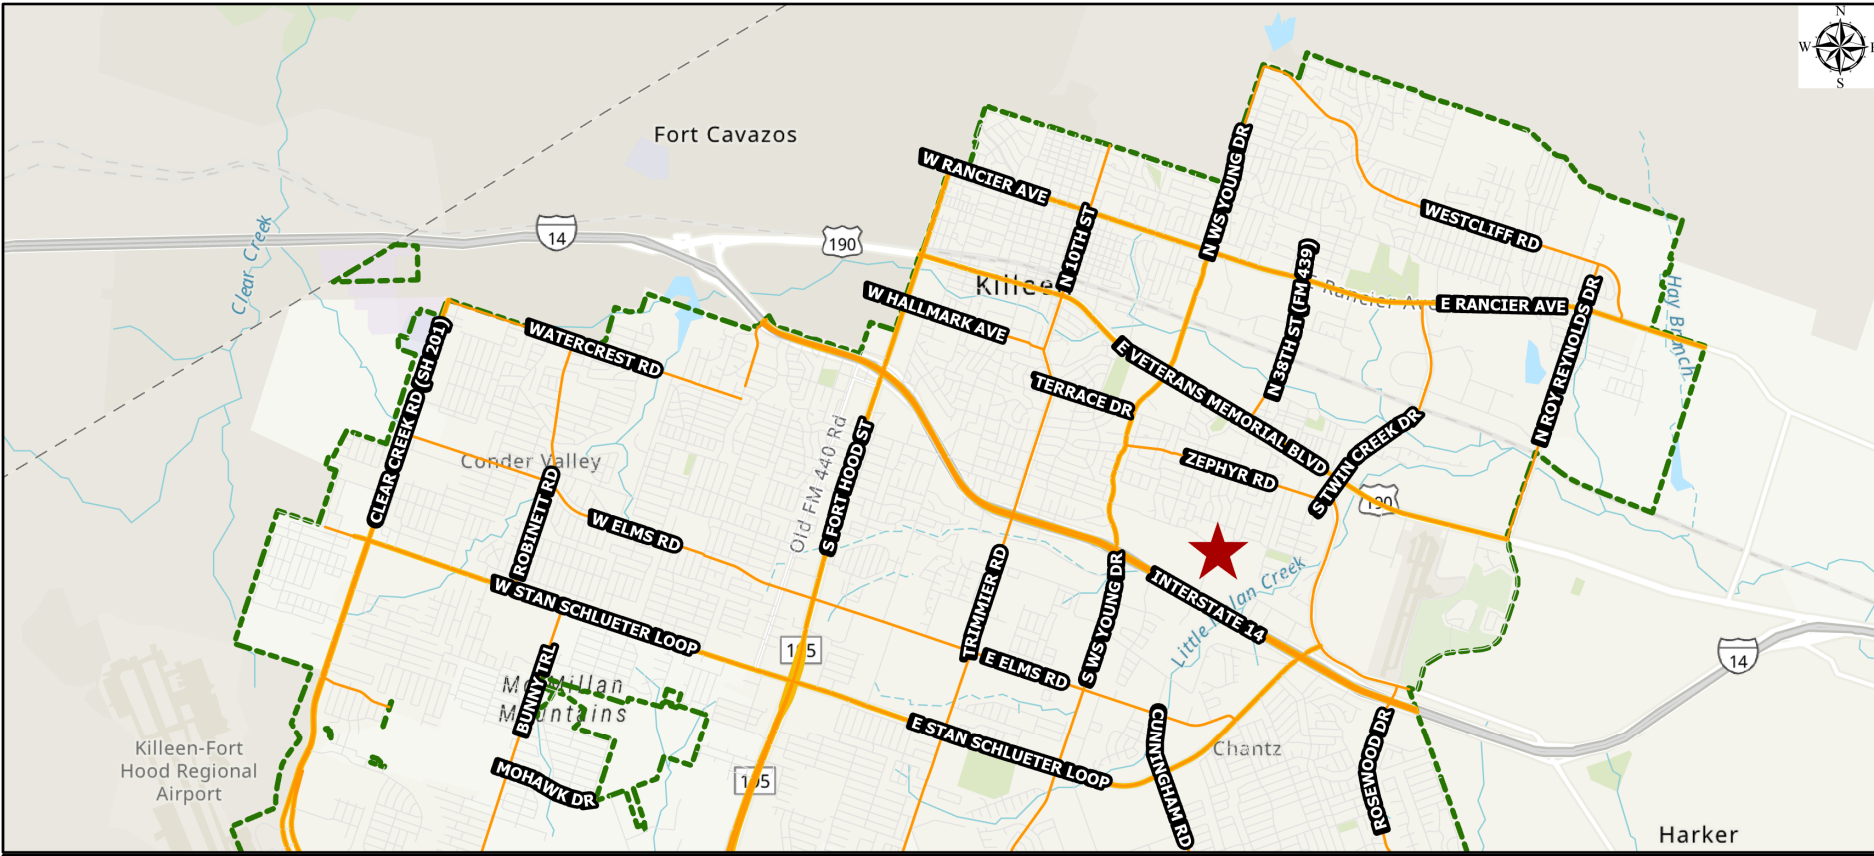 N
W
S
Fort Cavazos
W RANCIER AVE
N WS YOUNG DR
WESTCLIFF RD
N 10TH ST
14
190
Clear Creek
Killeen
N 38TH ST (FM 439)
Rancier Ave
E RANCIER AVE
N ROY REYNOLDS DR
Hay Branch
W HALLMARK AVE
WATERCREST RD
CLEAR CREEK RD (SH 201)
TERRACE DR
E VETERANS MEMORIAL BLVD
S TWIN CREEK DR
ZEPHYR RD
190
Conder Valley
Old FM 440 Rd
S FORT HOOD ST
ROBINETT RD
W ELMS RD
W STAN SCHLUETER LOOP
TRIMMIER RD
S WS YOUNG DR
INTERSTATE 14
Creek
Little
E ELMS RD
14
BUNNY TRL
Mountains
E STAN SCHLUETER LOOP
CUNNINGHAM RD
Chantz
ROSEWOOD DR
MOHAWK DR
Killeen-Fort
Hood Regional
Airport
Harker